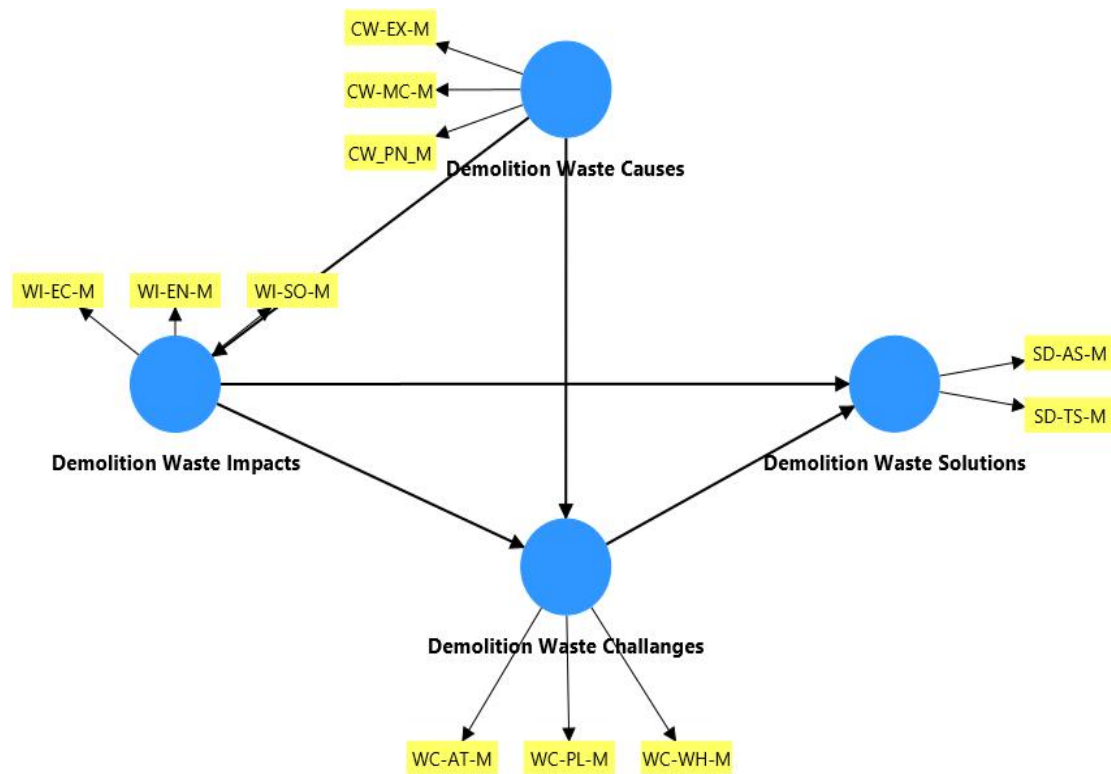 CW-EX-M
CW-MC-M
CW_PN_M
Demolition Waste Causes
WI-EC-M
WI-EN-M
WI-SO-M
Demolition Waste Impacts
SD-AS-M
SD-TS-M
Demolition Waste Solutions
Demolition Waste Challanges
WC-AT-M
WC-PL-M
WC-WH-M